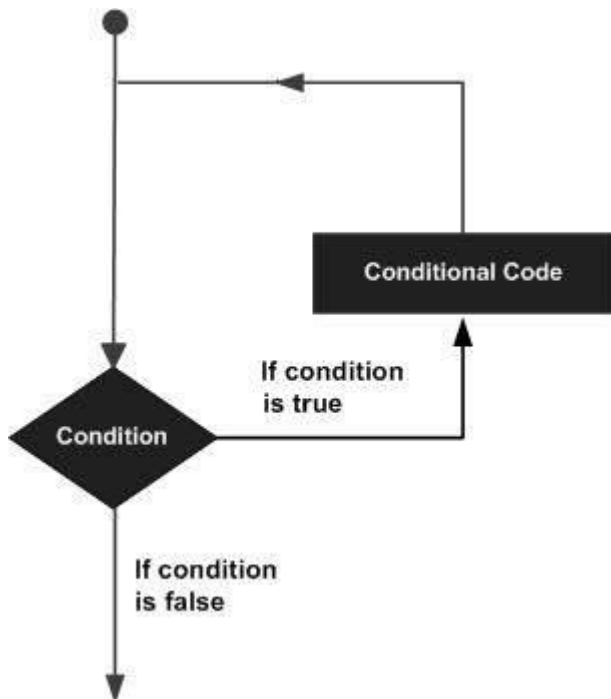 Conditional Code
If condition
is true
Condition
If condition
is false